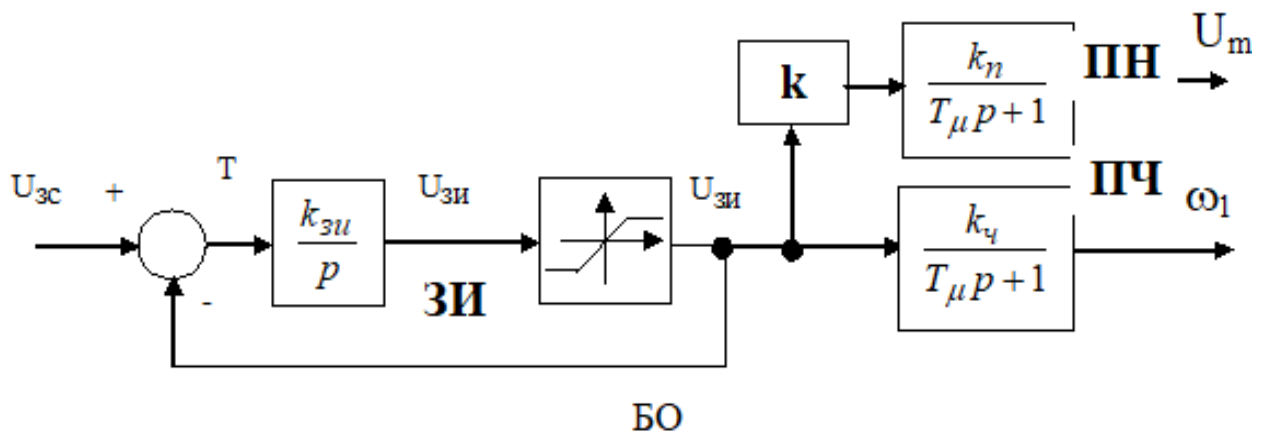 U_m
ПН
k
k_п
T_μ p + 1
ПЧ
ω_1
U_зс
+
T
k_зи
p
U_зи
U_зи
k_ч
T_μ p + 1
ЗИ
-
БО